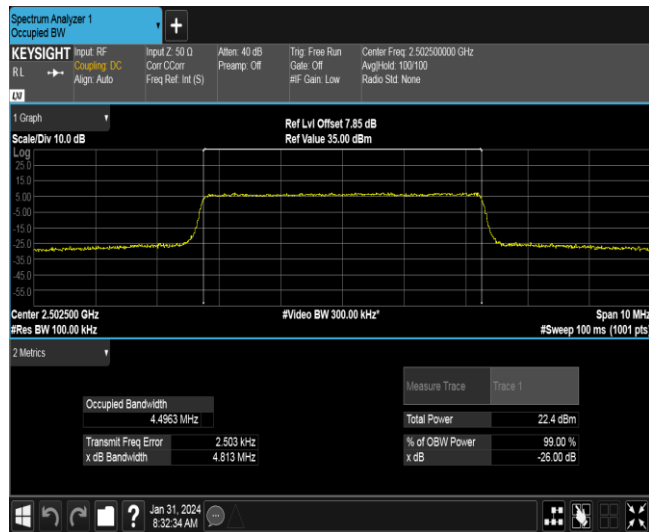 Spectrum Analyzer 1
Occupied BW
+
KEYSIGHT
RL
LXI
Input: RF
Coupling: DC
Align: Auto
Input Z: 50 Ω
Corr CCorr
Freq Ref: Int (S)
Atten: 40 dB
Preamp: Off
Trig: Free Run
Gate: Off
#IF Gain: Low
Center Freq: 2.502500000 GHz
Avg|Hold: 100/100
Radio Std: None
1 Graph
Scale/Div 10.0 dB
Ref Lvl Offset 7.85 dB
Ref Value 35.00 dBm
Log
25.0
15.0
5.00
-5.00
-15.0
-25.0
-35.0
-45.0
-55.0
Center 2.502500 GHz
#Video BW 300.00 kHz*
Span 10 MHz
#Res BW 100.00 kHz
#Sweep 100 ms (1001 pts)
2 Metrics
Measure Trace Trace 1
Occupied Bandwidth
4.4963 MHz
Total Power 22.4 dBm
Transmit Freq Error 2.503 kHz
% of OBW Power 99.00 %
x dB Bandwidth 4.813 MHz
x dB -26.00 dB
?
Jan 31, 2024
8:32:34 AM